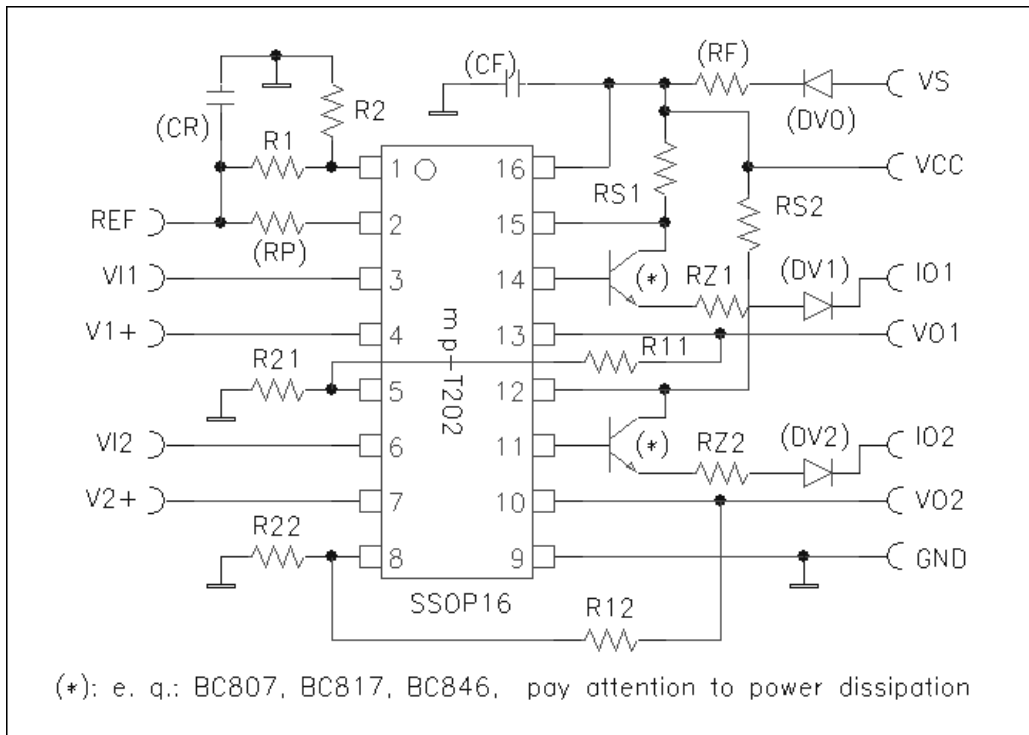 (CF)
(RF)
VS
(DV0)
R2
(CR)
R1
1
16
VCC
RS1
RS2
REF
2
15
(RP)
VI1
3
14
(*)
RZ1
(DV1)
IO1
V1+
4
13
VO1
R11
R21
5
12
mp-T202
VI2
6
11
(*)
RZ2
(DV2)
IO2
V2+
7
10
VO2
R22
8
9
GND
SSOP16
R12
(*): e. q.: BC807, BC817, BC846, pay attention to power dissipation